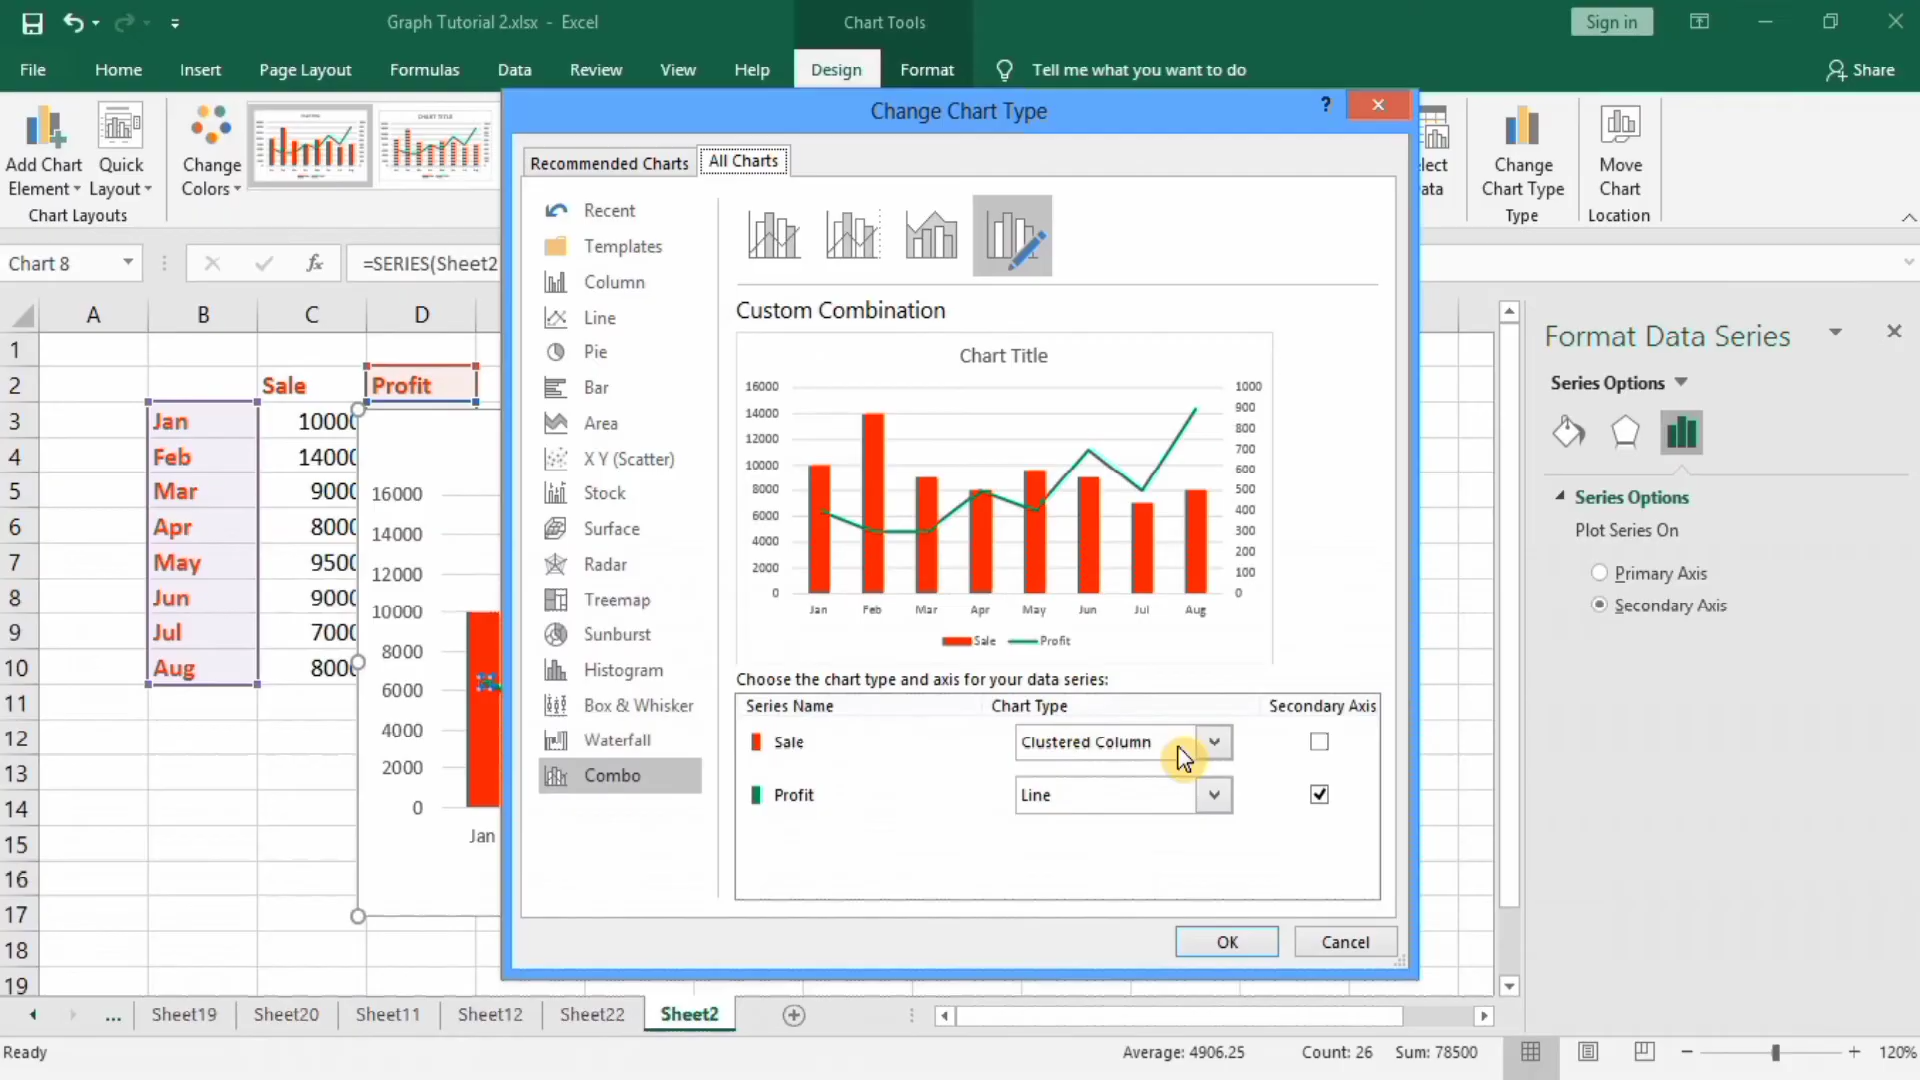 Graph Tutorial 2.xlsx - Excel
Chart Tools
Sign in
File
Home
Insert
Page Layout
Formulas
Data
Review
View
Help
Design
Format
Tell me what you want to do
Share
Add Chart
Element
Quick
Layout
Chart Layouts
Change
Colors
Change
Chart Type
Type
Move
Chart
Location
Chart 8
fx
=SERIES(Sheet2
A
B
C
D
1
2 Sale Profit
3 Jan 10000
4 Feb 14000
5 Mar 9000
6 Apr 8000
7 May 9500
8 Jun 9000
9 Jul 7000
10 Aug 8000
11
12
13
14
15
16
17
18
19
16000
14000
12000
10000
8000
6000
4000
2000
0
Jan
Change Chart Type
?
Recommended Charts
All Charts
Recent
Templates
Column
Line
Pie
Bar
Area
X Y (Scatter)
Stock
Surface
Radar
Treemap
Sunburst
Histogram
Box & Whisker
Waterfall
Combo
Custom Combination
Chart Title
16000
14000
12000
10000
8000
6000
4000
2000
0
1000
900
800
700
600
500
400
300
200
100
0
Jan Feb Mar Apr May Jun Jul Aug
Sale Profit
Choose the chart type and axis for your data series:
Series Name Chart Type Secondary Axis
Sale Clustered Column
Profit Line
OK
Cancel
Format Data Series
Series Options
Series Options
Plot Series On
Primary Axis
Secondary Axis
...
Sheet19
Sheet20
Sheet11
Sheet12
Sheet22
Sheet2
Ready
Average: 4906.25
Count: 26
Sum: 78500
120%